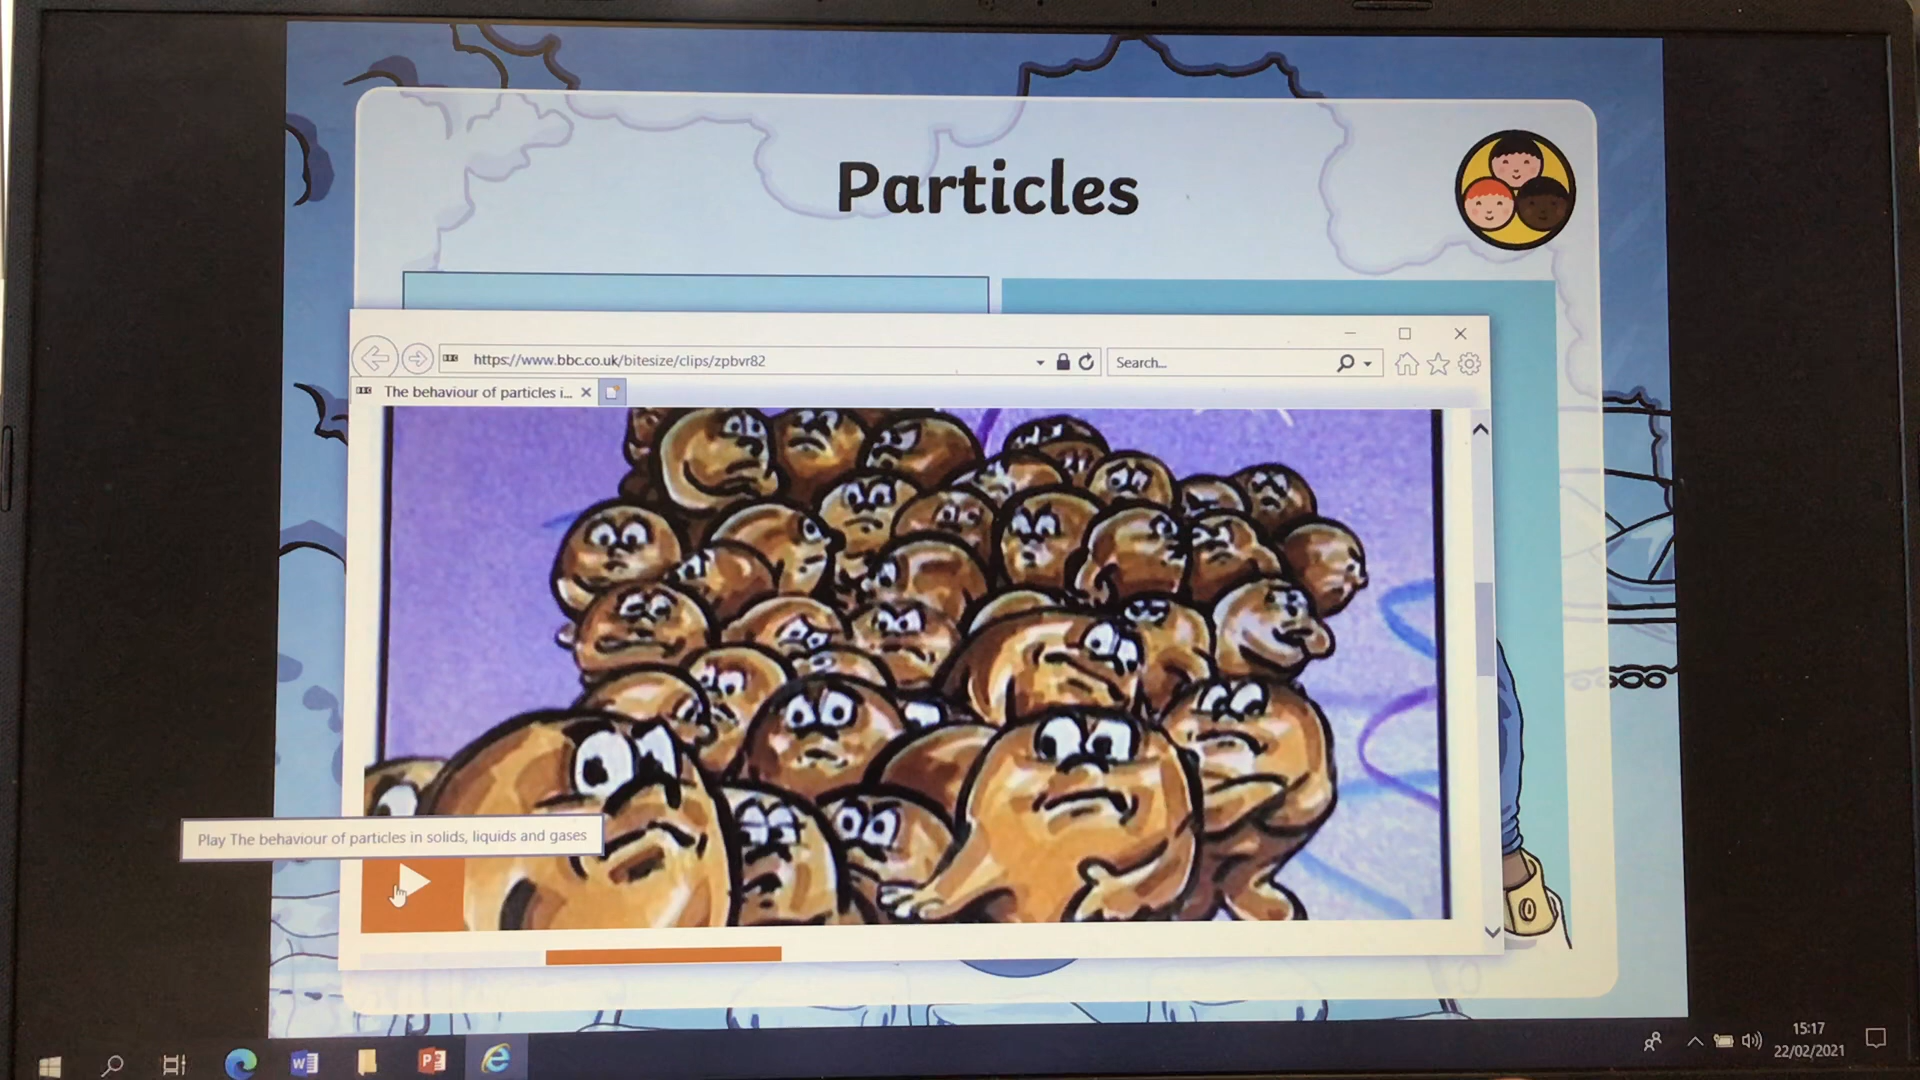 Particles
https://www.bbc.co.uk/bitesize/clips/zpbvr82
Search...
BBC
The behaviour of particles i...
Play The behaviour of particles in solids, liquids and gases
15:17
22/02/2021